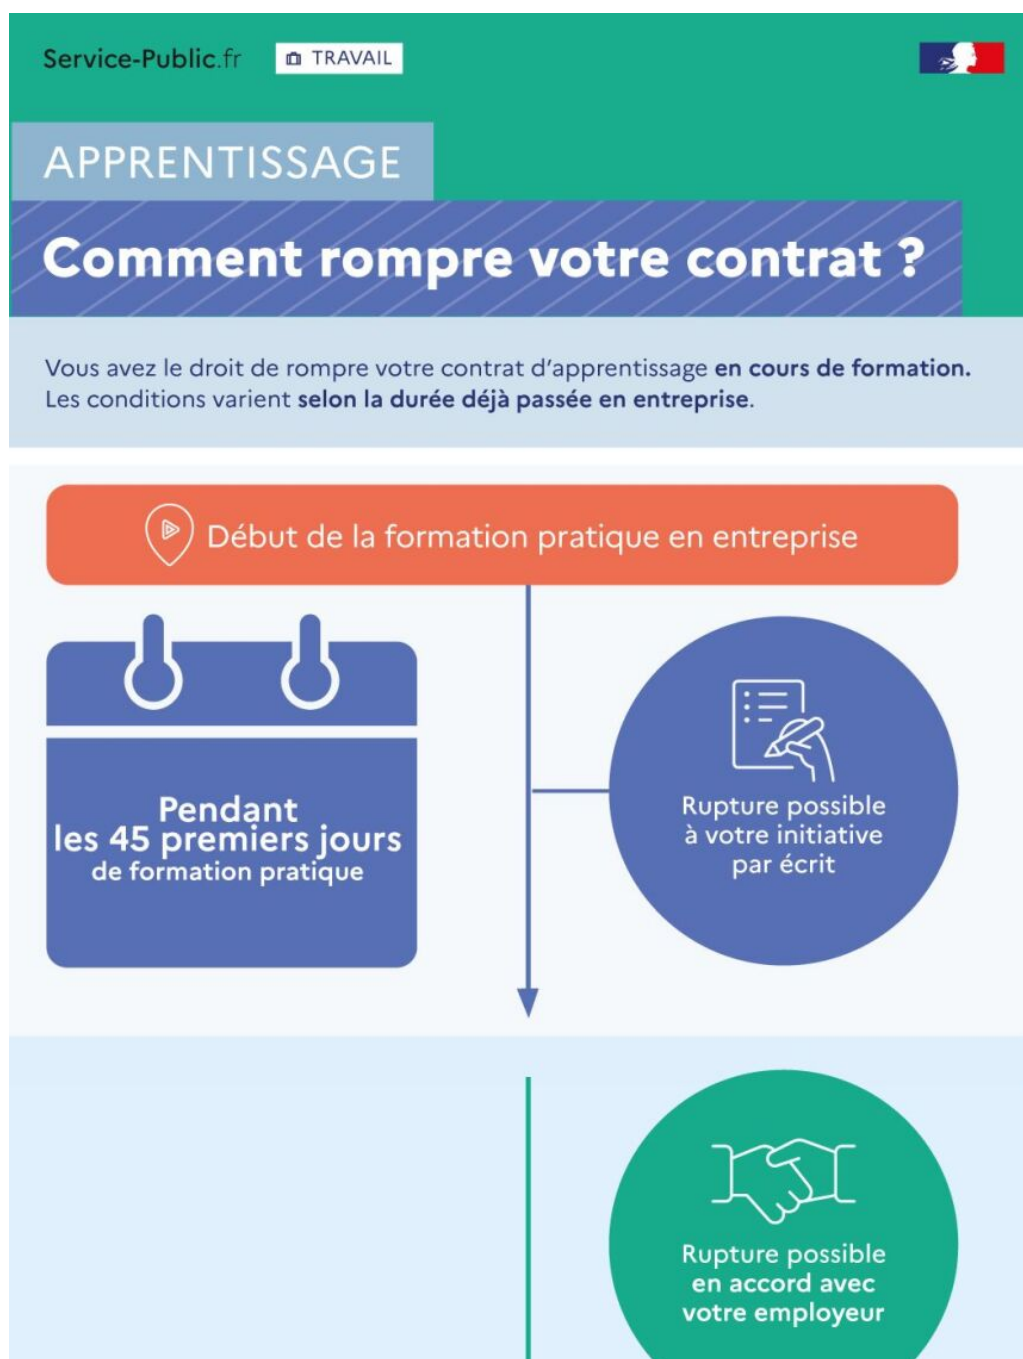 Service-Public.fr
TRAVAIL
APPRENTISSAGE
Comment rompre votre contrat ?
Vous avez le droit de rompre votre contrat d'apprentissage en cours de formation.
Les conditions varient selon la durée déjà passée en entreprise.
Début de la formation pratique en entreprise
Pendant
les 45 premiers jours
de formation pratique
Rupture possible
à votre initiative
par écrit
Rupture possible
en accord avec
votre employeur